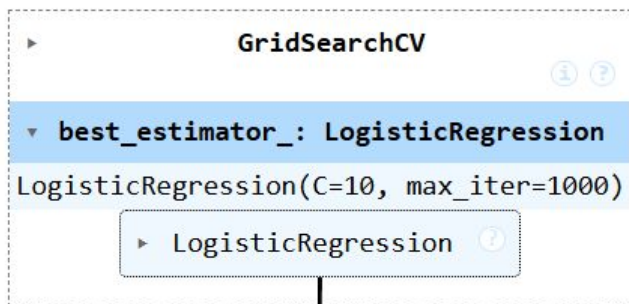 GridSearchCV
i ?
best_estimator_: LogisticRegression
LogisticRegression(C=10, max_iter=1000)
LogisticRegression ?